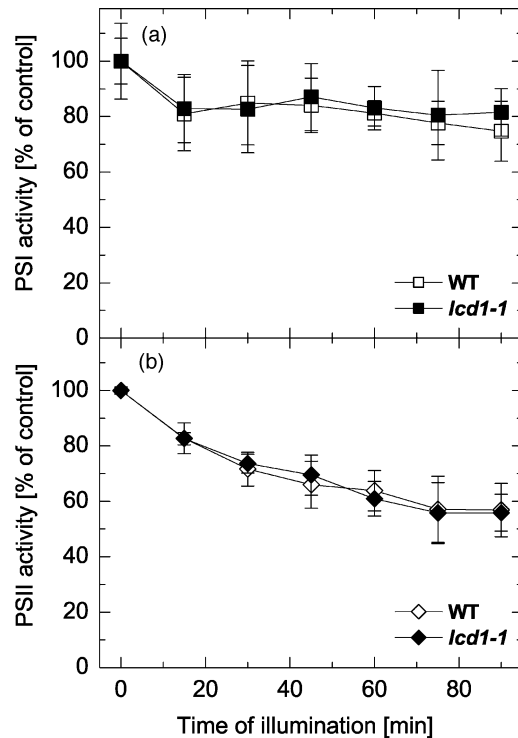 (a)
PSI activity [% of control]
100
80
60
40
20
0
WT
lcd1-1
(b)
PSII activity [% of control]
100
80
60
40
20
0
WT
lcd1-1
0 20 40 60 80
Time of illumination [min]